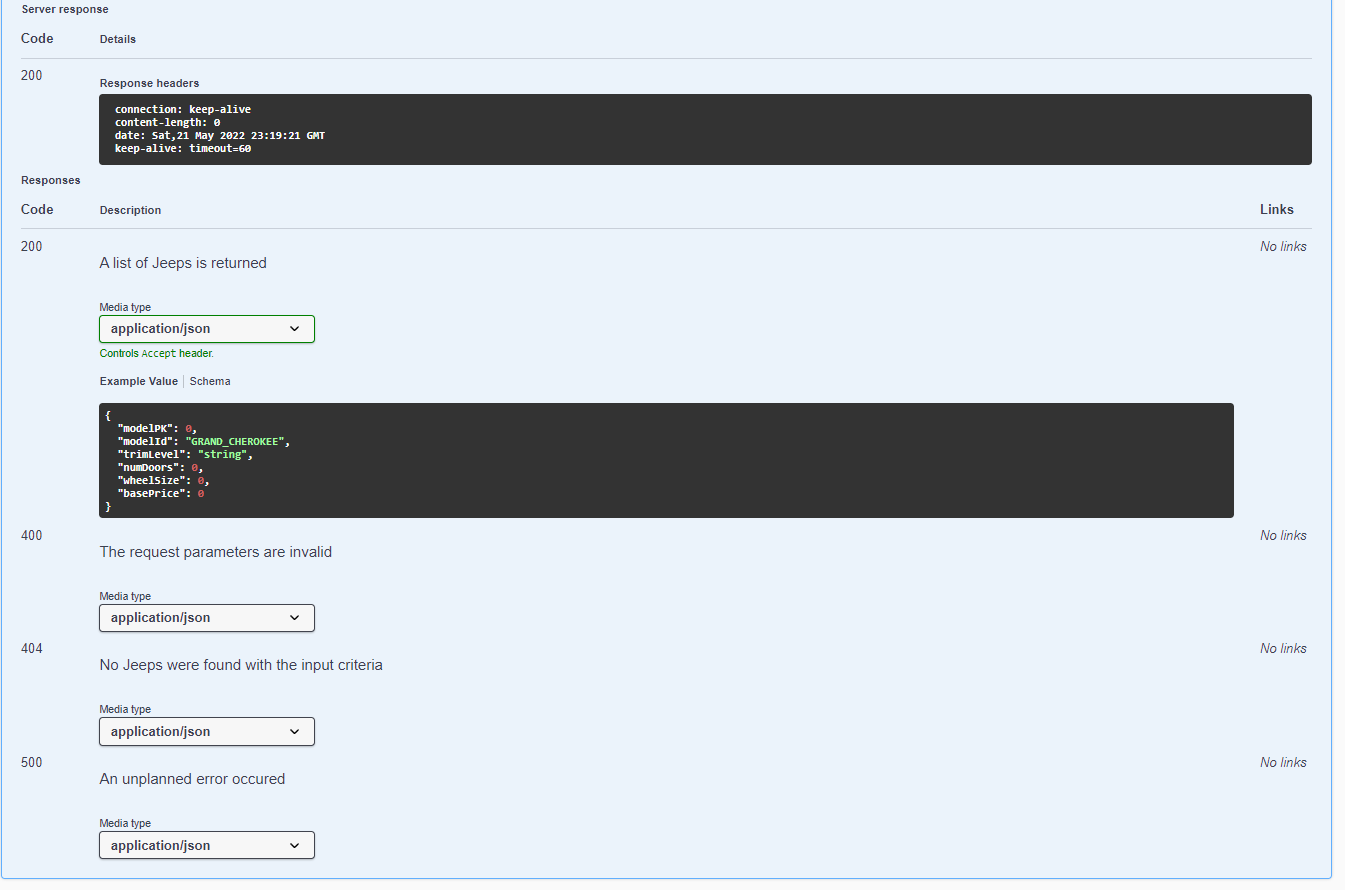 Server response
Code Details
200
Response headers
connection: keep-alive
content-length: 0
date: Sat,21 May 2022 23:19:21 GMT
keep-alive: timeout=60
Responses
Code Description Links
200 No links
A list of Jeeps is returned
Media type
application/json
Controls Accept header.
Example Value Schema
{
"modelPK": 0,
"modelId": "GRAND_CHEROKEE",
"trimLevel": "string",
"numDoors": 0,
"wheelSize": 0,
"basePrice": 0
}
400 No links
The request parameters are invalid
Media type
application/json
404 No links
No Jeeps were found with the input criteria
Media type
application/json
500 No links
An unplanned error occured
Media type
application/json